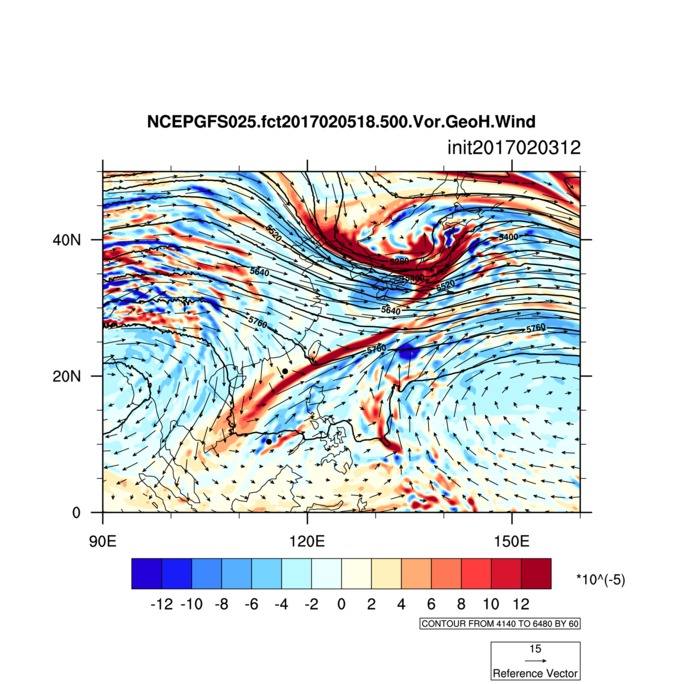 NCEPGFS025.fct2017020518.500.Vor.GeoH.Wind
init2017020312
40N
20N
0
90E 120E 150E
5520
5640
5760
5400
5520
5640
5760
5760
-12 -10 -8 -6 -4 -2 0 2 4 6 8 10 12
*10^(-5)
CONTOUR FROM 4140 TO 6480 BY 60
15
Reference Vector